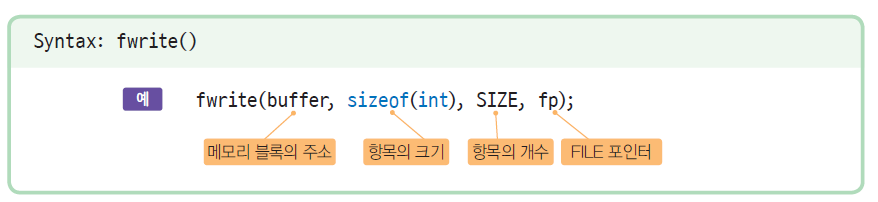 Syntax: fwrite()
예 fwrite(buffer, sizeof(int), SIZE, fp);
메모리 블록의 주소 항목의 크기 항목의 개수 FILE 포인터